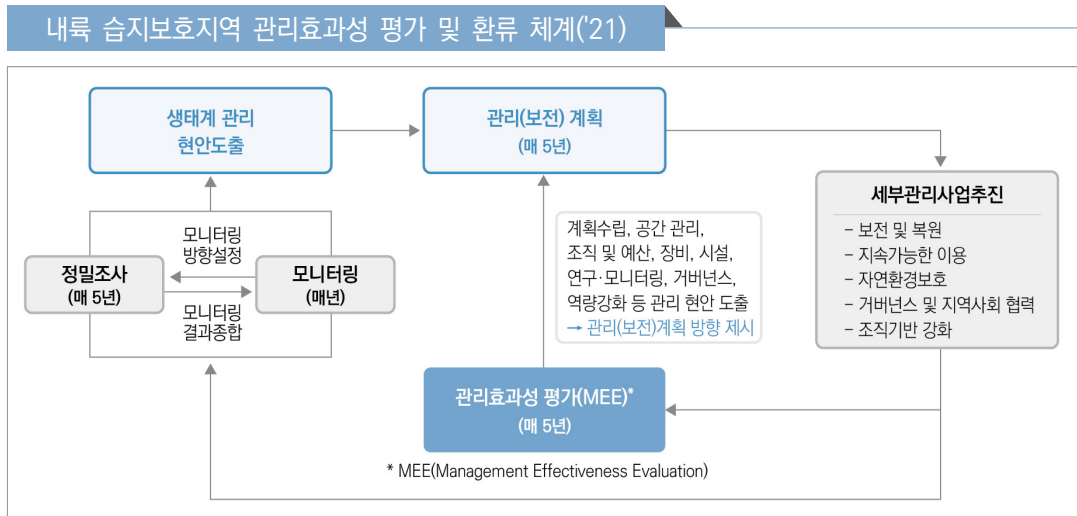 내륙 습지보호지역 관리효과성 평가 및 환류 체계('21)
생태계 관리
현안도출
관리(보전) 계획
(매 5년)
세부관리사업추진
– 보전 및 복원
– 지속가능한 이용
– 자연환경보호
– 거버넌스 및 지역사회 협력
– 조직기반 강화
모니터링
방향설정
정밀조사
(매 5년)
모니터링
(매년)
모니터링
결과종합
계획수립, 공간 관리,
조직 및 예산, 장비, 시설,
연구·모니터링, 거버넌스,
역량강화 등 관리 현안 도출
→ 관리(보전)계획 방향 제시
관리효과성 평가(MEE)*
(매 5년)
* MEE(Management Effectiveness Evaluation)